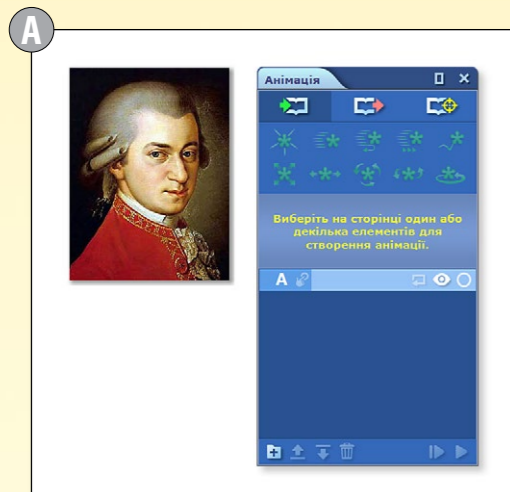 A
Анімація
Виберіть на сторінці один або
декілька елементів для
створення анімації.
A